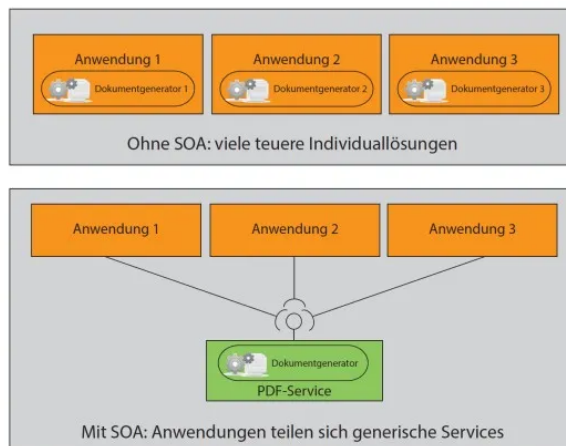 Anwendung 1
Anwendung 2
Anwendung 3
Dokumentgenerator 1
Dokumentgenerator 2
Dokumentgenerator 3
Ohne SOA: viele teuere Individuallösungen
Anwendung 1
Anwendung 2
Anwendung 3
Dokumentgenerator
PDF-Service
Mit SOA: Anwendungen teilen sich generische Services